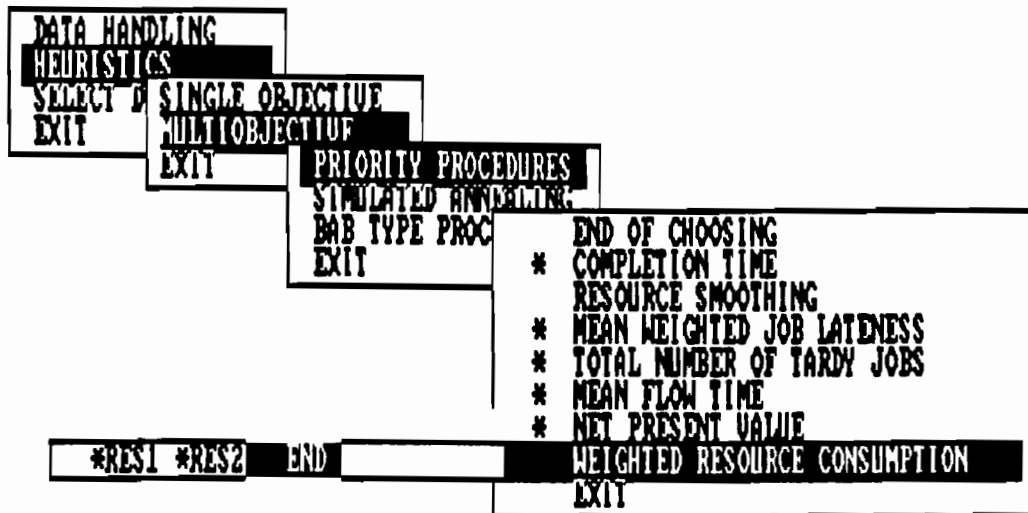 DATA HANDLING
HEURISTICS
SELECT D
EXIT
SINGLE OBJECTIVE
MULTIOBJECTIVE
EXIT
PRIORITY PROCEDURES
SIMULATED ANNEALING
BAB TYPE PROC
EXIT
END OF CHOOSING
* COMPLETION TIME
RESOURCE SMOOTHING
* MEAN WEIGHTED JOB LATENESS
* TOTAL NUMBER OF TARDY JOBS
* MEAN FLOW TIME
* NET PRESENT VALUE
WEIGHTED RESOURCE CONSUMPTION
EXIT
*RES1 *RES2 END